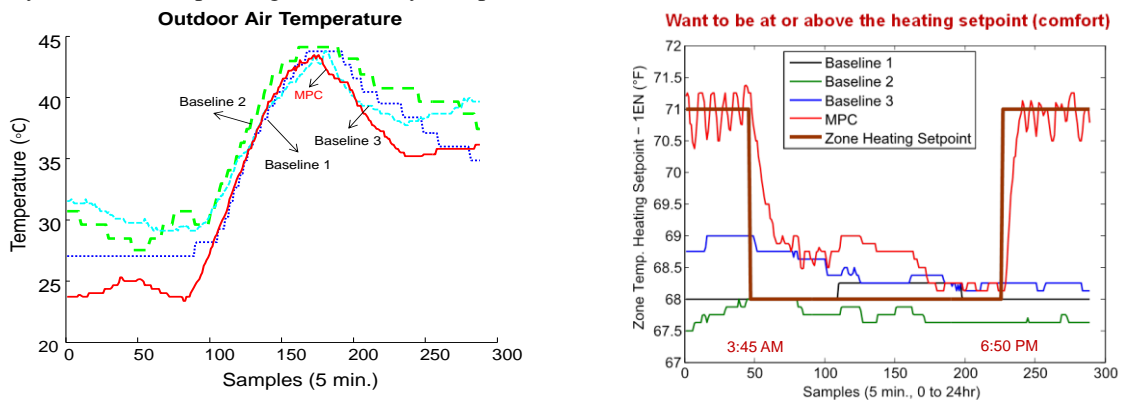 Outdoor Air Temperature
45
40
35
30
25
20
Temperature (°C)
Baseline 2
MPC
Baseline 3
Baseline 1
0 50 100 150 200 250 300
Samples (5 min.)
Want to be at or above the heating setpoint (comfort)
72
71.5
71
70.5
70
69.5
69
68.5
68
67.5
67
Zone Temp. Heating Setpoint − 1EN (°F)
Baseline 1
Baseline 2
Baseline 3
MPC
Zone Heating Setpoint
3:45 AM
6:50 PM
0 50 100 150 200 250 300
Samples (5 min., 0 to 24hr)